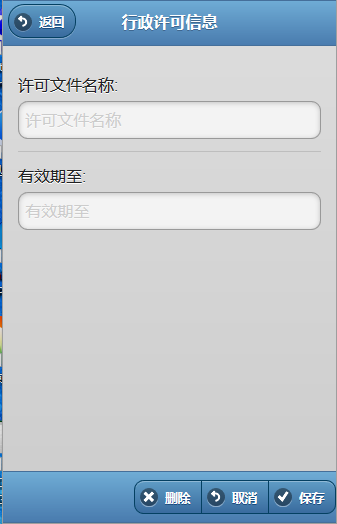 返回 行政许可信息
许可文件名称:
许可文件名称
有效期至:
有效期至
删除 取消 保存